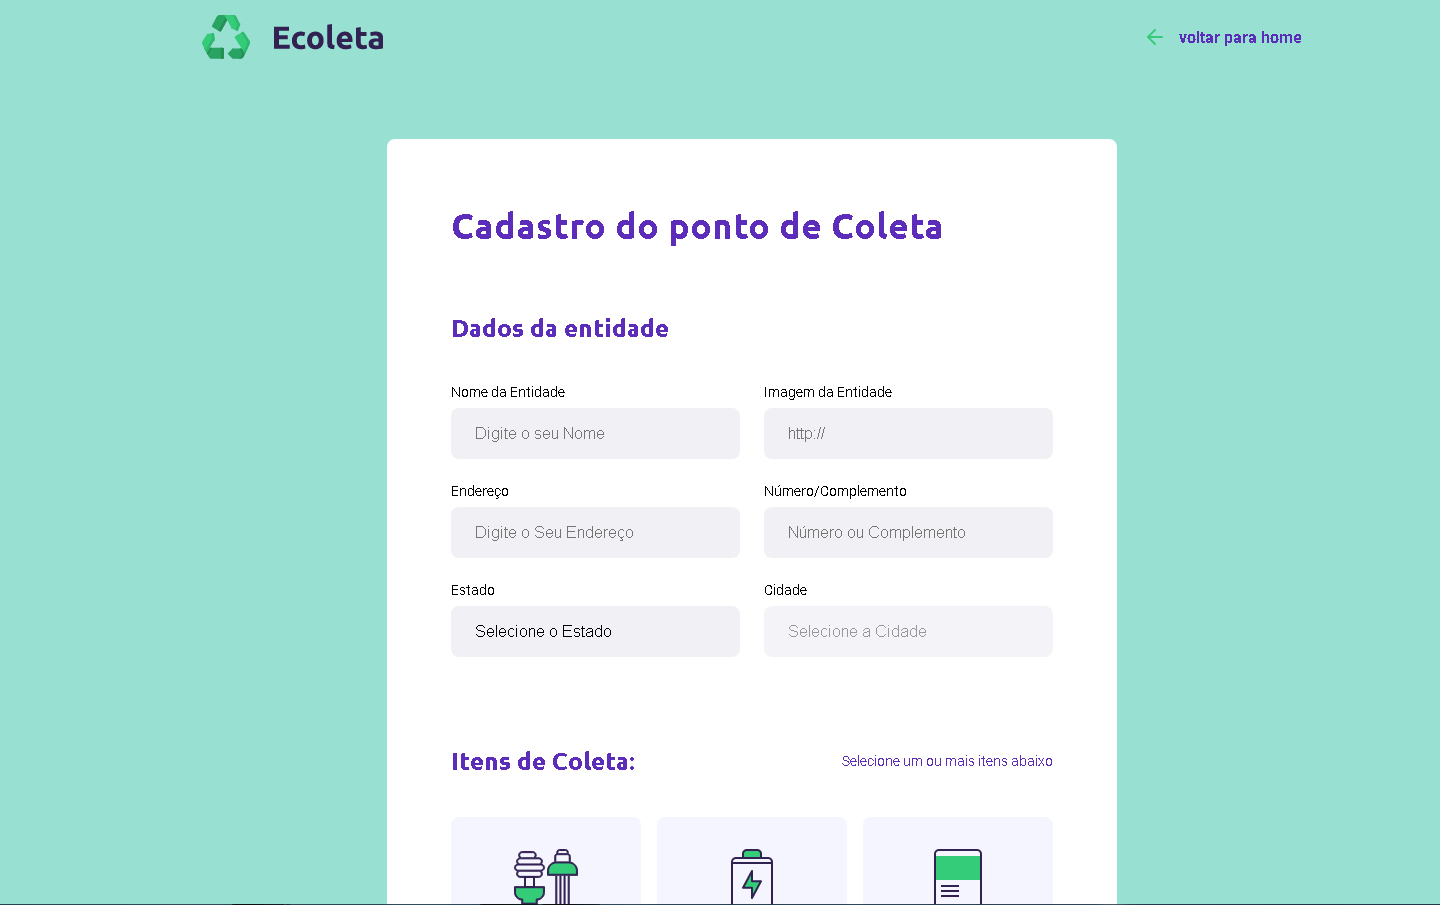 Ecoleta
voltar para home
Cadastro do ponto de Coleta
Dados da entidade
Nome da Entidade
Imagem da Entidade
Digite o seu Nome
http://
Endereço
Número/Complemento
Digite o Seu Endereço
Número ou Complemento
Estado
Cidade
Selecione o Estado
Selecione a Cidade
Itens de Coleta:
Selecione um ou mais itens abaixo